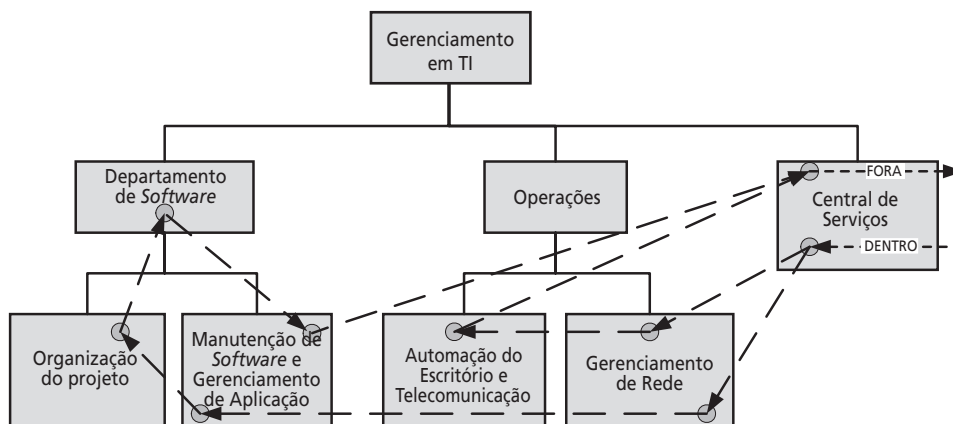 Gerenciamento
em TI
Departamento
de Software
Operações
FORA
Central de
Serviços
DENTRO
Organização
do projeto
Manutenção de
Software e
Gerenciamento
de Aplicação
Automação do
Escritório e
Telecomunicação
Gerenciamento
de Rede